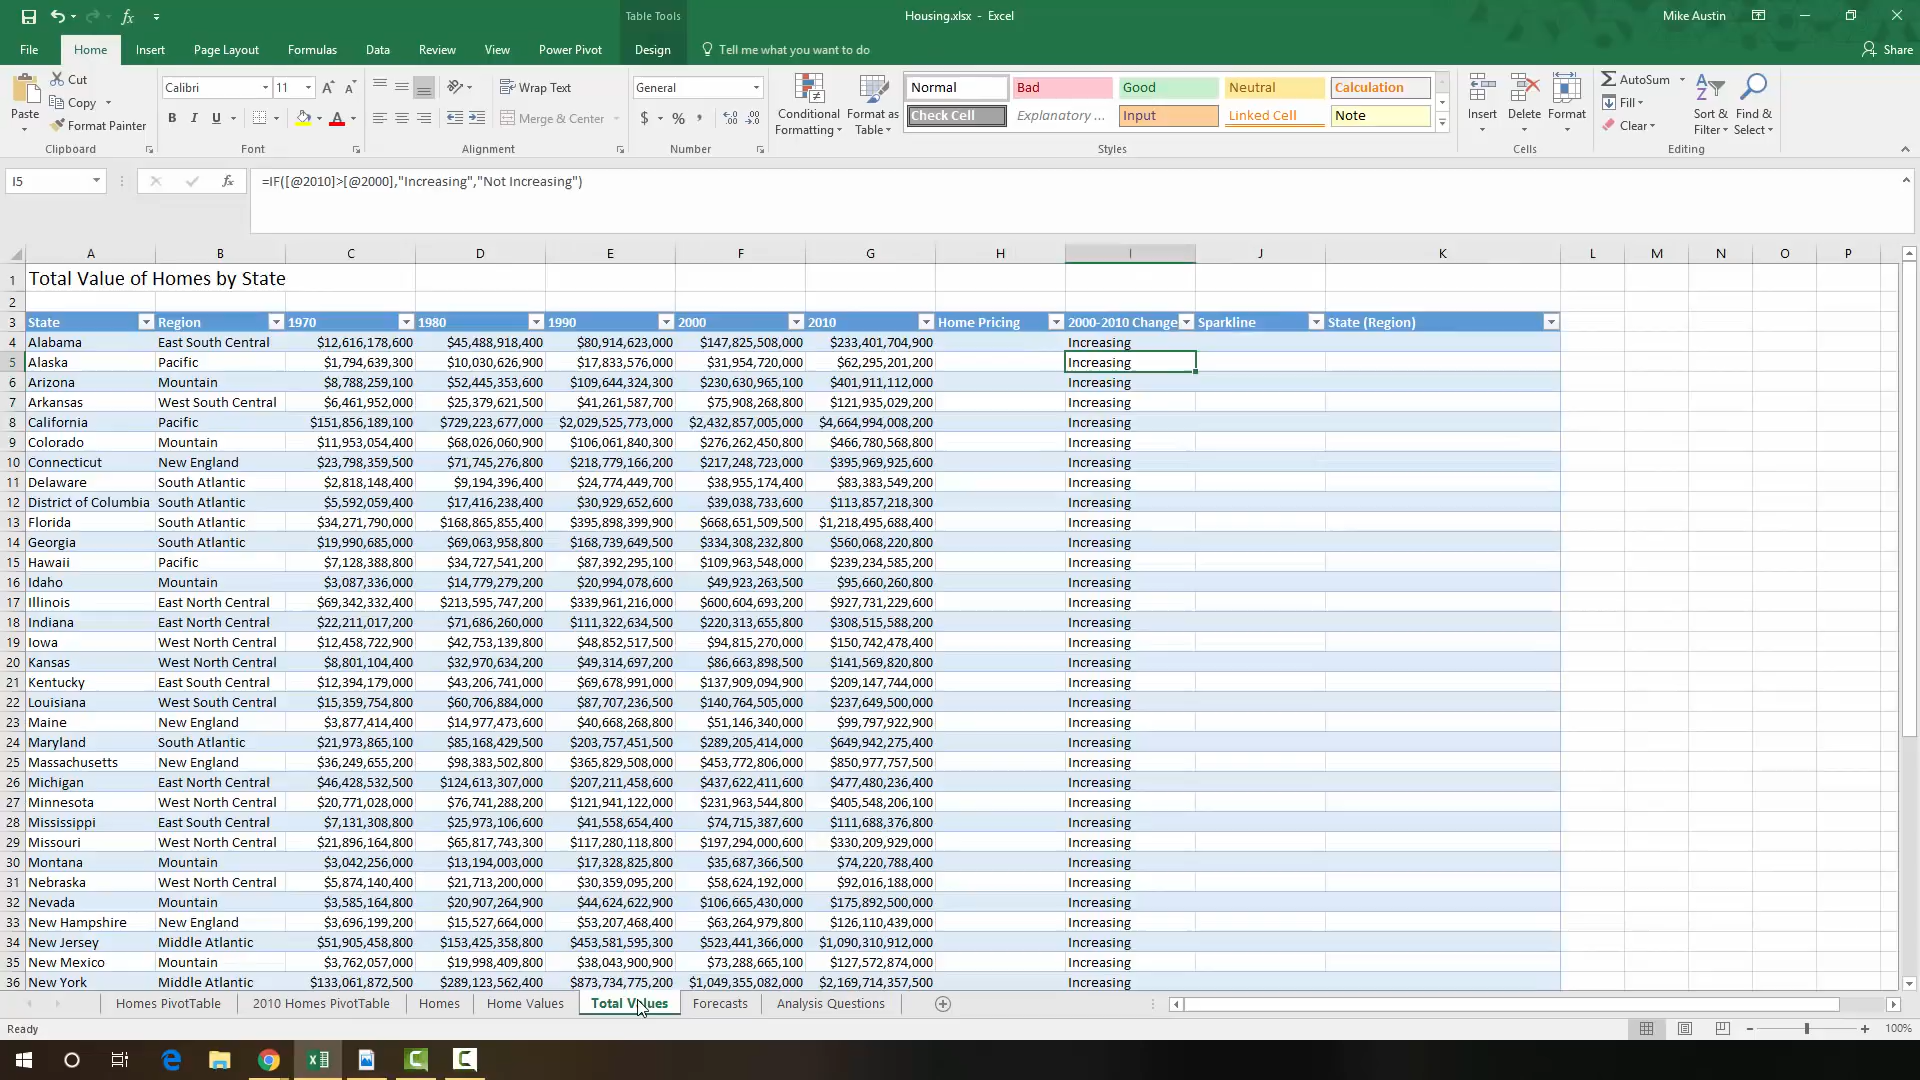 Table Tools
Housing.xlsx - Excel
Mike Austin
File Home Insert Page Layout Formulas Data Review View Power Pivot Design Tell me what you want to do Share
Cut
Copy
Format Painter
Paste
Clipboard
Calibri 11
B I U
Font
Wrap Text
Merge & Center
Alignment
General
$ % ,
Number
Conditional Formatting
Format as Table
Normal Bad Good Neutral Calculation
Check Cell Explanatory ... Input Linked Cell Note
Styles
Insert Delete Format
Cells
AutoSum
Fill
Clear
Sort & Filter
Find & Select
Editing
I5 fx =IF([@2010]>[@2000],"Increasing","Not Increasing")
A B C D E F G H I J K L M N O P
1 Total Value of Homes by State
2
3 State Region 1970 1980 1990 2000 2010 Home Pricing 2000-2010 Change Sparkline State (Region)
4 Alabama East South Central $12,616,178,600 $45,488,918,400 $80,914,623,000 $147,825,508,000 $233,401,704,900 Increasing
5 Alaska Pacific $1,794,639,300 $10,030,626,900 $17,833,576,000 $31,954,720,000 $62,295,201,200 Increasing
6 Arizona Mountain $8,788,259,100 $52,445,353,600 $109,644,324,300 $230,630,965,100 $401,911,112,000 Increasing
7 Arkansas West South Central $6,461,952,000 $25,379,621,500 $41,261,587,700 $75,908,268,800 $121,935,029,200 Increasing
8 California Pacific $151,856,189,100 $729,223,677,000 $2,029,525,773,000 $2,432,857,005,000 $4,664,994,008,200 Increasing
9 Colorado Mountain $11,953,054,400 $68,026,060,900 $106,061,840,300 $276,262,450,800 $466,780,568,800 Increasing
10 Connecticut New England $23,798,359,500 $71,745,276,800 $218,779,166,200 $217,248,723,000 $395,969,925,600 Increasing
11 Delaware South Atlantic $2,818,148,400 $9,194,396,400 $24,774,449,700 $38,955,174,400 $83,383,549,200 Increasing
12 District of Columbia South Atlantic $5,592,059,400 $17,416,238,400 $30,929,652,600 $39,038,733,600 $113,857,218,300 Increasing
13 Florida South Atlantic $34,271,790,000 $168,865,855,400 $395,898,399,900 $668,651,509,500 $1,218,495,688,400 Increasing
14 Georgia South Atlantic $19,990,685,000 $69,063,958,800 $168,739,649,500 $334,308,232,800 $560,068,220,800 Increasing
15 Hawaii Pacific $7,128,388,800 $34,727,541,200 $87,392,295,100 $109,963,548,000 $239,234,585,200 Increasing
16 Idaho Mountain $3,087,336,000 $14,779,279,200 $20,994,078,600 $49,923,263,500 $95,660,260,800 Increasing
17 Illinois East North Central $69,342,332,400 $213,595,747,200 $339,961,216,000 $600,604,693,200 $927,731,229,600 Increasing
18 Indiana East North Central $22,211,017,200 $71,686,260,000 $111,322,634,500 $220,313,655,800 $308,515,588,200 Increasing
19 Iowa West North Central $12,458,722,900 $42,753,139,800 $48,852,517,500 $94,815,270,000 $150,742,478,400 Increasing
20 Kansas West North Central $8,801,104,400 $32,970,634,200 $49,314,697,200 $86,663,898,500 $141,569,820,800 Increasing
21 Kentucky East South Central $12,394,179,000 $43,206,741,000 $69,678,991,000 $137,909,094,900 $209,147,744,000 Increasing
22 Louisiana West South Central $15,359,754,800 $60,706,884,000 $87,707,236,500 $140,764,505,000 $237,649,500,000 Increasing
23 Maine New England $3,877,414,400 $14,977,473,600 $40,668,268,800 $51,146,340,000 $99,797,922,900 Increasing
24 Maryland South Atlantic $21,973,865,100 $85,168,429,500 $203,757,451,500 $289,205,414,000 $649,942,275,400 Increasing
25 Massachusetts New England $36,249,655,200 $98,383,502,800 $365,829,508,000 $453,772,806,000 $850,977,757,500 Increasing
26 Michigan East North Central $46,428,532,500 $124,613,307,000 $207,211,458,600 $437,622,411,600 $477,480,236,400 Increasing
27 Minnesota West North Central $20,771,028,000 $76,741,288,200 $121,941,122,000 $231,963,544,800 $405,548,206,100 Increasing
28 Mississippi East South Central $7,131,308,800 $25,973,106,600 $41,558,654,400 $74,715,387,600 $111,688,376,800 Increasing
29 Missouri West North Central $21,896,164,800 $65,817,743,300 $117,280,118,800 $197,294,000,600 $330,209,929,000 Increasing
30 Montana Mountain $3,042,256,000 $13,194,003,000 $17,328,825,800 $35,687,366,500 $74,220,788,400 Increasing
31 Nebraska West North Central $5,874,140,400 $21,713,200,000 $30,359,095,200 $58,624,192,000 $92,016,188,000 Increasing
32 Nevada Mountain $3,585,164,800 $20,907,264,900 $44,624,622,900 $106,665,430,000 $175,892,500,000 Increasing
33 New Hampshire New England $3,696,199,200 $15,527,664,000 $53,207,468,400 $63,264,979,800 $126,110,439,000 Increasing
34 New Jersey Middle Atlantic $51,905,458,800 $153,425,358,800 $453,581,595,300 $523,441,366,000 $1,090,310,912,000 Increasing
35 New Mexico Mountain $3,762,057,000 $19,998,409,800 $38,043,900,900 $73,288,665,100 $127,572,874,000 Increasing
36 New York Middle Atlantic $133,061,872,500 $289,123,562,400 $873,734,775,200 $1,049,355,082,000 $2,169,714,357,500 Increasing
Homes PivotTable 2010 Homes PivotTable Homes Home Values Total Values Forecasts Analysis Questions
Ready 100%